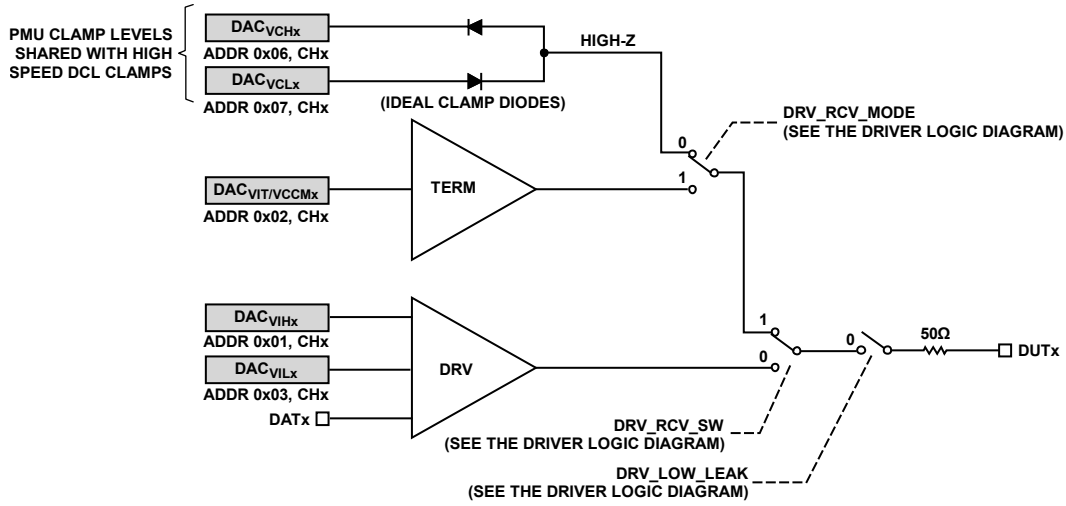 PMU CLAMP LEVELS
SHARED WITH HIGH
SPEED DCL CLAMPS
DACVCHx
ADDR 0x06, CHx
DACVCLx
ADDR 0x07, CHx
(IDEAL CLAMP DIODES)
HIGH-Z
DRV_RCV_MODE
(SEE THE DRIVER LOGIC DIAGRAM)
0
1
DACVIT/VCCMx
ADDR 0x02, CHx
TERM
DACVIHx
ADDR 0x01, CHx
DACVILx
ADDR 0x03, CHx
DATx
DRV
1
0
0
50Ω
DUTx
DRV_RCV_SW
(SEE THE DRIVER LOGIC DIAGRAM)
DRV_LOW_LEAK
(SEE THE DRIVER LOGIC DIAGRAM)